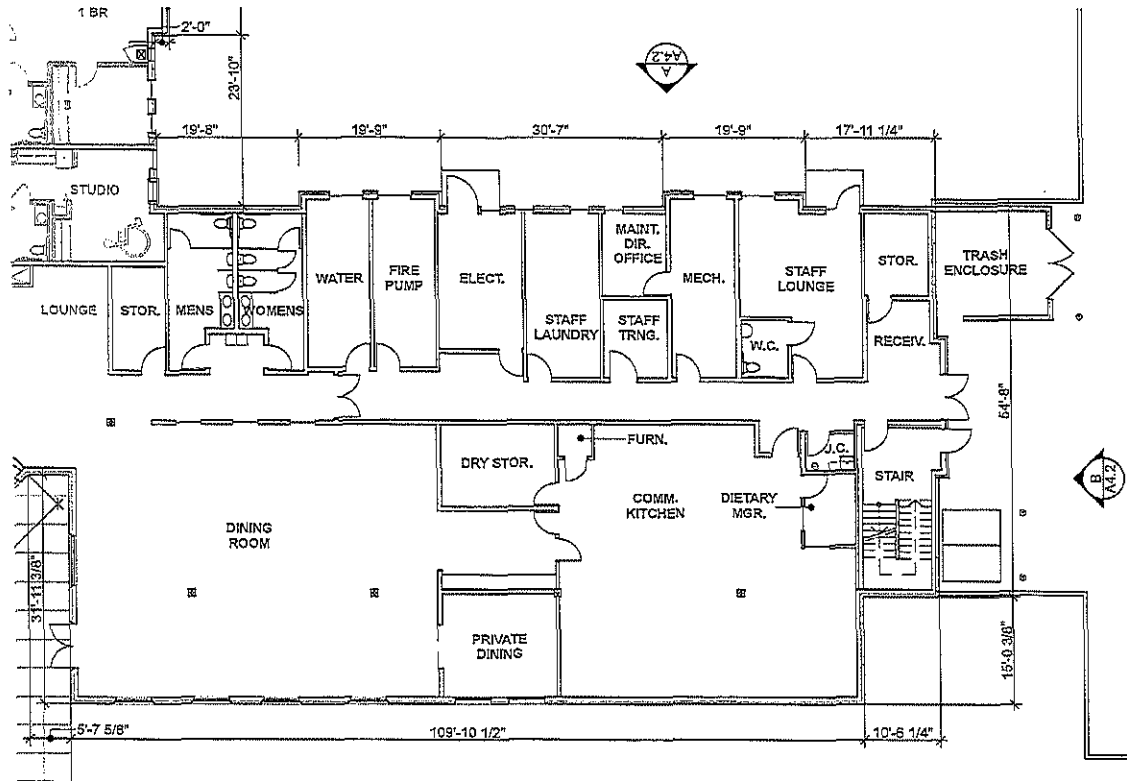 1 BR
2'-0"
A
A4.2
23'-10"
19'-8"
19'-9"
30'-7"
19'-9"
17'-11 1/4"
STUDIO
MAINT.
DIR.
OFFICE
WATER
FIRE
PUMP
ELECT.
MECH.
STAFF
LOUNGE
STOR.
TRASH
ENCLOSURE
LOUNGE
STOR.
MENS
WOMENS
STAFF
LAUNDRY
STAFF
TRNG.
W.C.
RECEIV.
54'-8"
FURN.
J.C.
DRY STOR.
STAIR
B
A4.2
COMM.
KITCHEN
DIETARY
MGR.
DINING
ROOM
31'-11 3/8"
PRIVATE
DINING
15'-0 3/8"
5'-7 5/8"
109'-10 1/2"
10'-6 1/4"